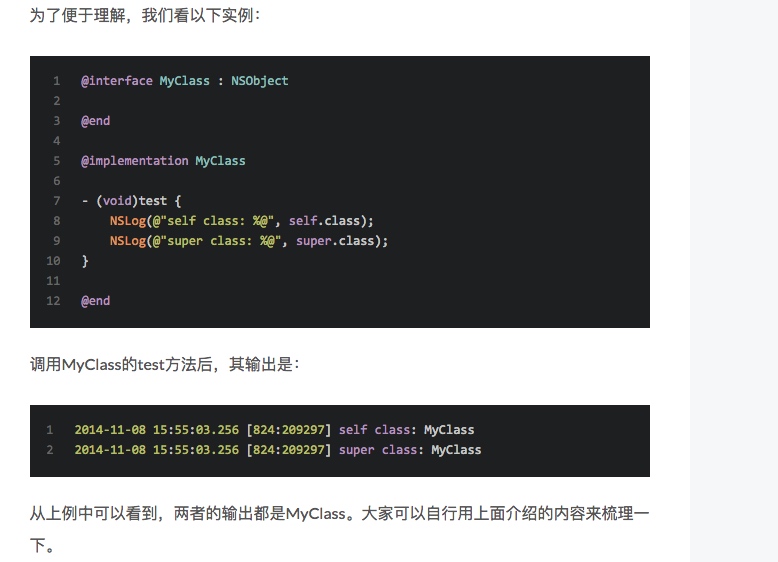 为了便于理解，我们看以下实例：
1 @interface MyClass : NSObject
2
3 @end
4
5 @implementation MyClass
6
7 - (void)test {
8     NSLog(@"self class: %@", self.class);
9     NSLog(@"super class: %@", super.class);
10 }
11
12 @end
调用MyClass的test方法后，其输出是：
1 2014-11-08 15:55:03.256 [824:209297] self class: MyClass
2 2014-11-08 15:55:03.256 [824:209297] super class: MyClass
从上例中可以看到，两者的输出都是MyClass。大家可以自行用上面介绍的内容来梳理一
下。